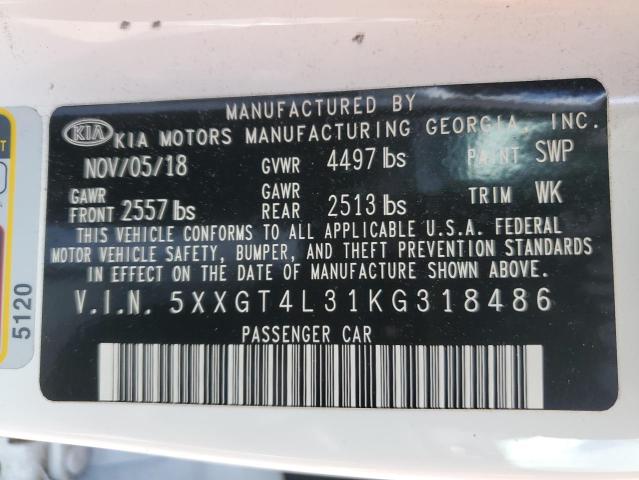 MANUFACTURED BY
KIA KIA MOTORS MANUFACTURING GEORGIA, INC.
NOV/05/18 GVWR 4497 lbs PAINT SWP
GAWR FRONT 2557 lbs GAWR REAR 2513 lbs TRIM WK
THIS VEHICLE CONFORMS TO ALL APPLICABLE U.S.A. FEDERAL
MOTOR VEHICLE SAFETY, BUMPER, AND THEFT PREVENTION STANDARDS
IN EFFECT ON THE DATE OF MANUFACTURE SHOWN ABOVE.
V.I.N. 5XXGT4L31KG318486
PASSENGER CAR
5120